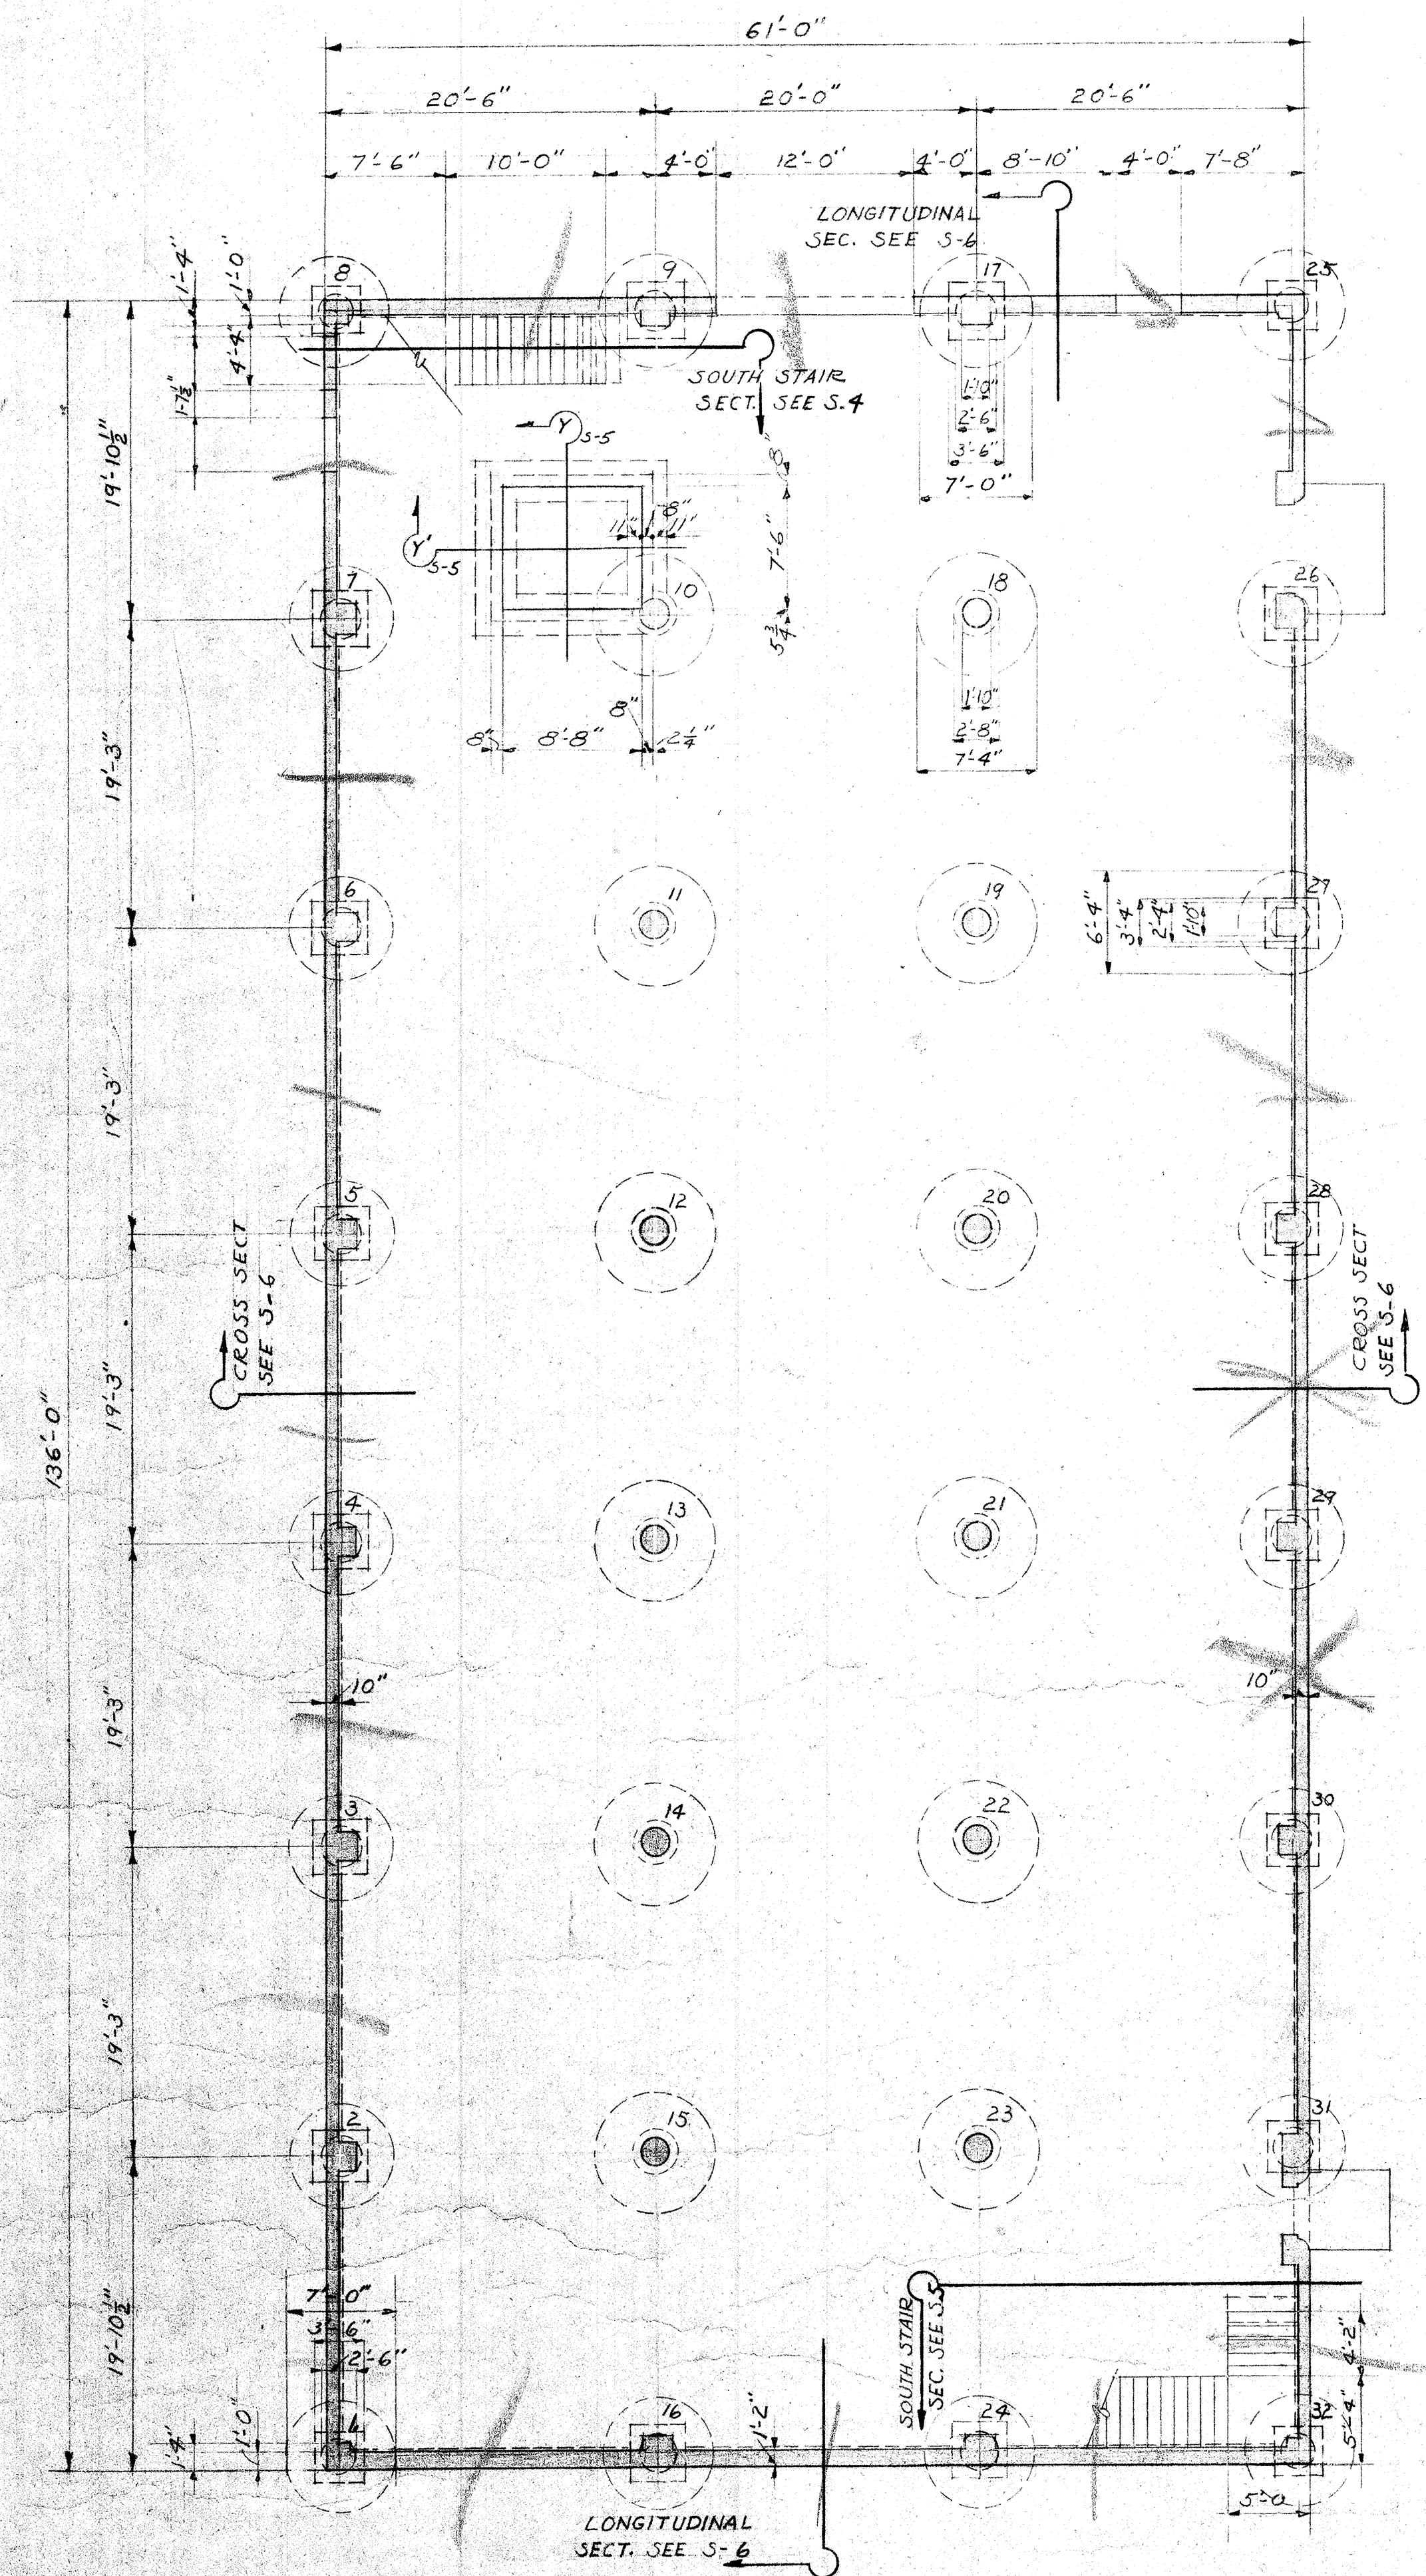 61'-0"
20'-6" 20'-0" 20'-6"
7'-6" 10'-0" 4'-0" 12'-0" 4'-0" 8'-10" 4'-0" 7'-8"
LONGITUDINAL
SEC. SEE S-6
1'-4"
1'-0"
4'-4"
1'-7½"
8 9 17 25
SOUTH STAIR
SECT. SEE S.4
1'-10"
2'-6"
3'-6"
7'-0"
19'-10½"
Y
S-5
Y'
S-5
11" 8" 11"
8"
7'-6"
5¾"
7 10 18 26
8"
8" 8'-8" 2¼"
1'-10"
2'-8"
7'-4"
19'-3"
6 11 19 27
6'-4"
3'-4"
2'-4"
1'-10"
19'-3"
5 12 20 28
CROSS SECT
SEE S-6
CROSS SECT
SEE S-6
136'-0"
19'-3"
4 13 21 29
10" 10"
19'-3"
3 14 22 30
19'-3"
2 15 23 31
19'-10½"
7'-0"
3'-6"
2'-6"
1'-4"
1'-0"
16 24 32
1'-2"
SOUTH STAIR
SEC. SEE S.5
4'-2"
5'-4"
5'-0
LONGITUDINAL
SECT. SEE S-6